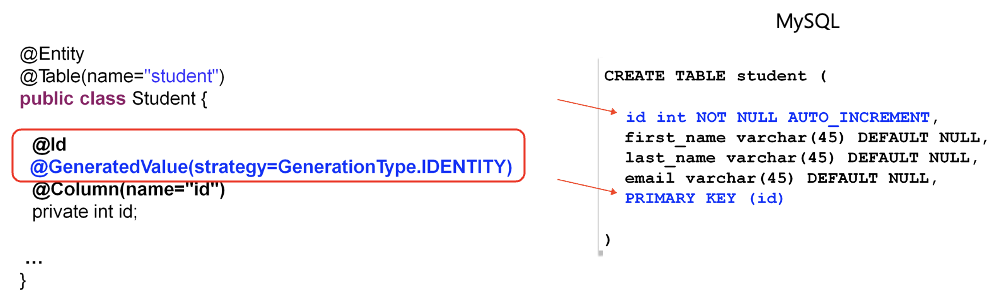 @Entity
@Table(name="student")
public class Student {
@Id
@GeneratedValue(strategy=GenerationType.IDENTITY)
@Column(name="id")
private int id;
...
}
MySQL
CREATE TABLE student (
id int NOT NULL AUTO_INCREMENT,
first_name varchar(45) DEFAULT NULL,
last_name varchar(45) DEFAULT NULL,
email varchar(45) DEFAULT NULL,
PRIMARY KEY (id)
)